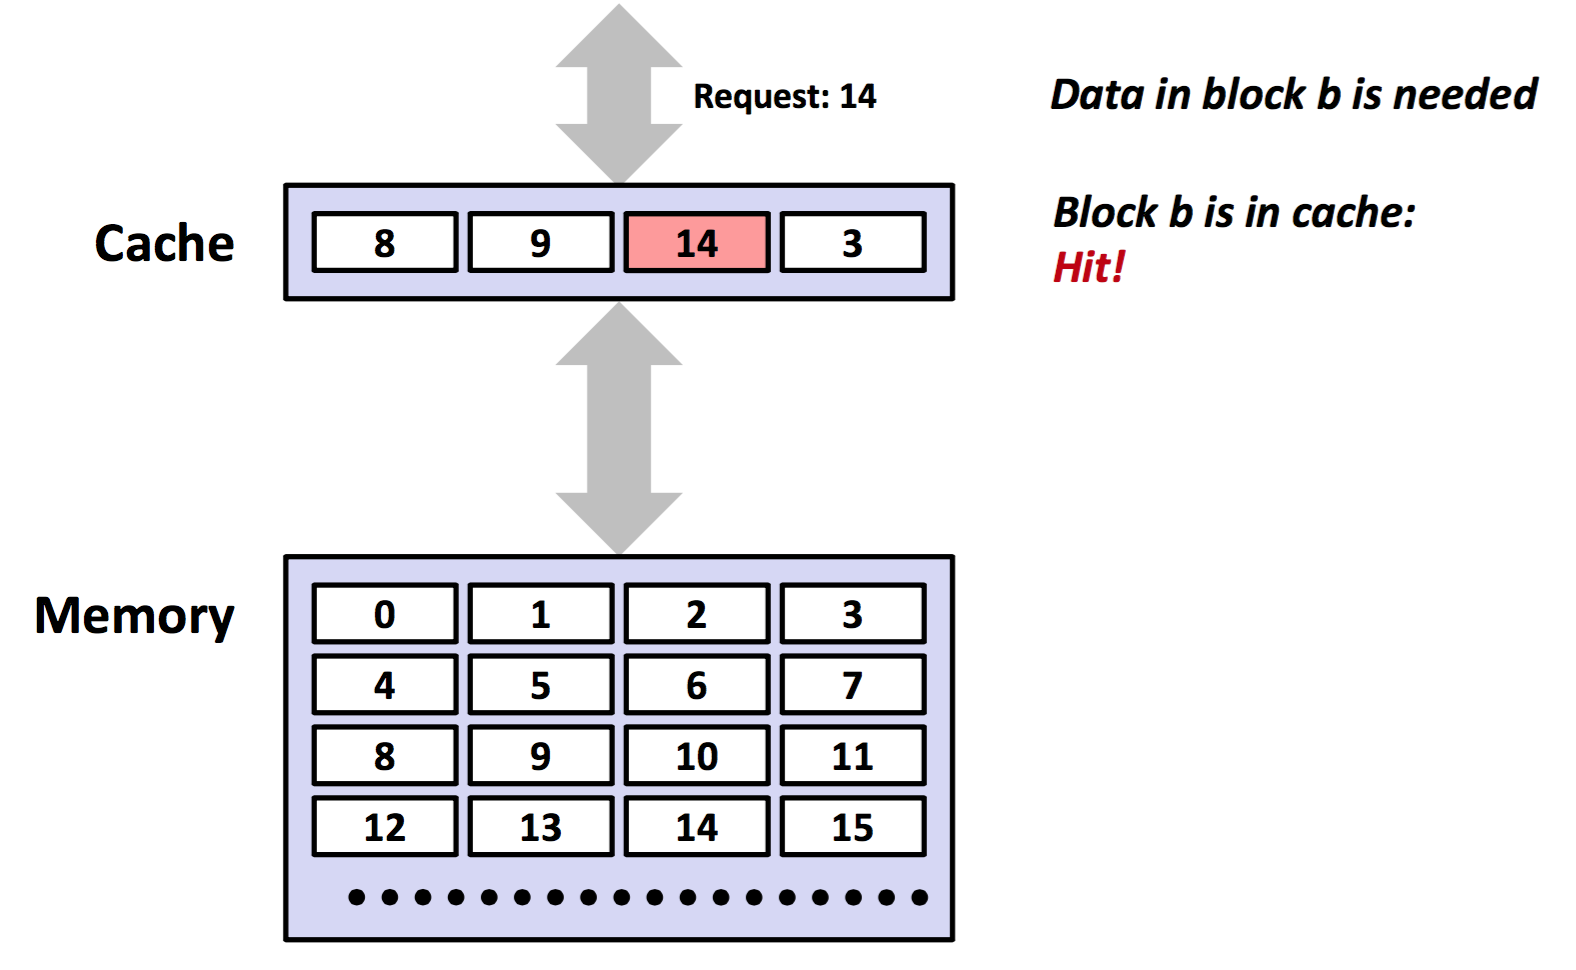 Request: 14
Data in block b is needed
Cache
8 9 14 3
Block b is in cache:
Hit!
Memory
0 1 2 3
4 5 6 7
8 9 10 11
12 13 14 15